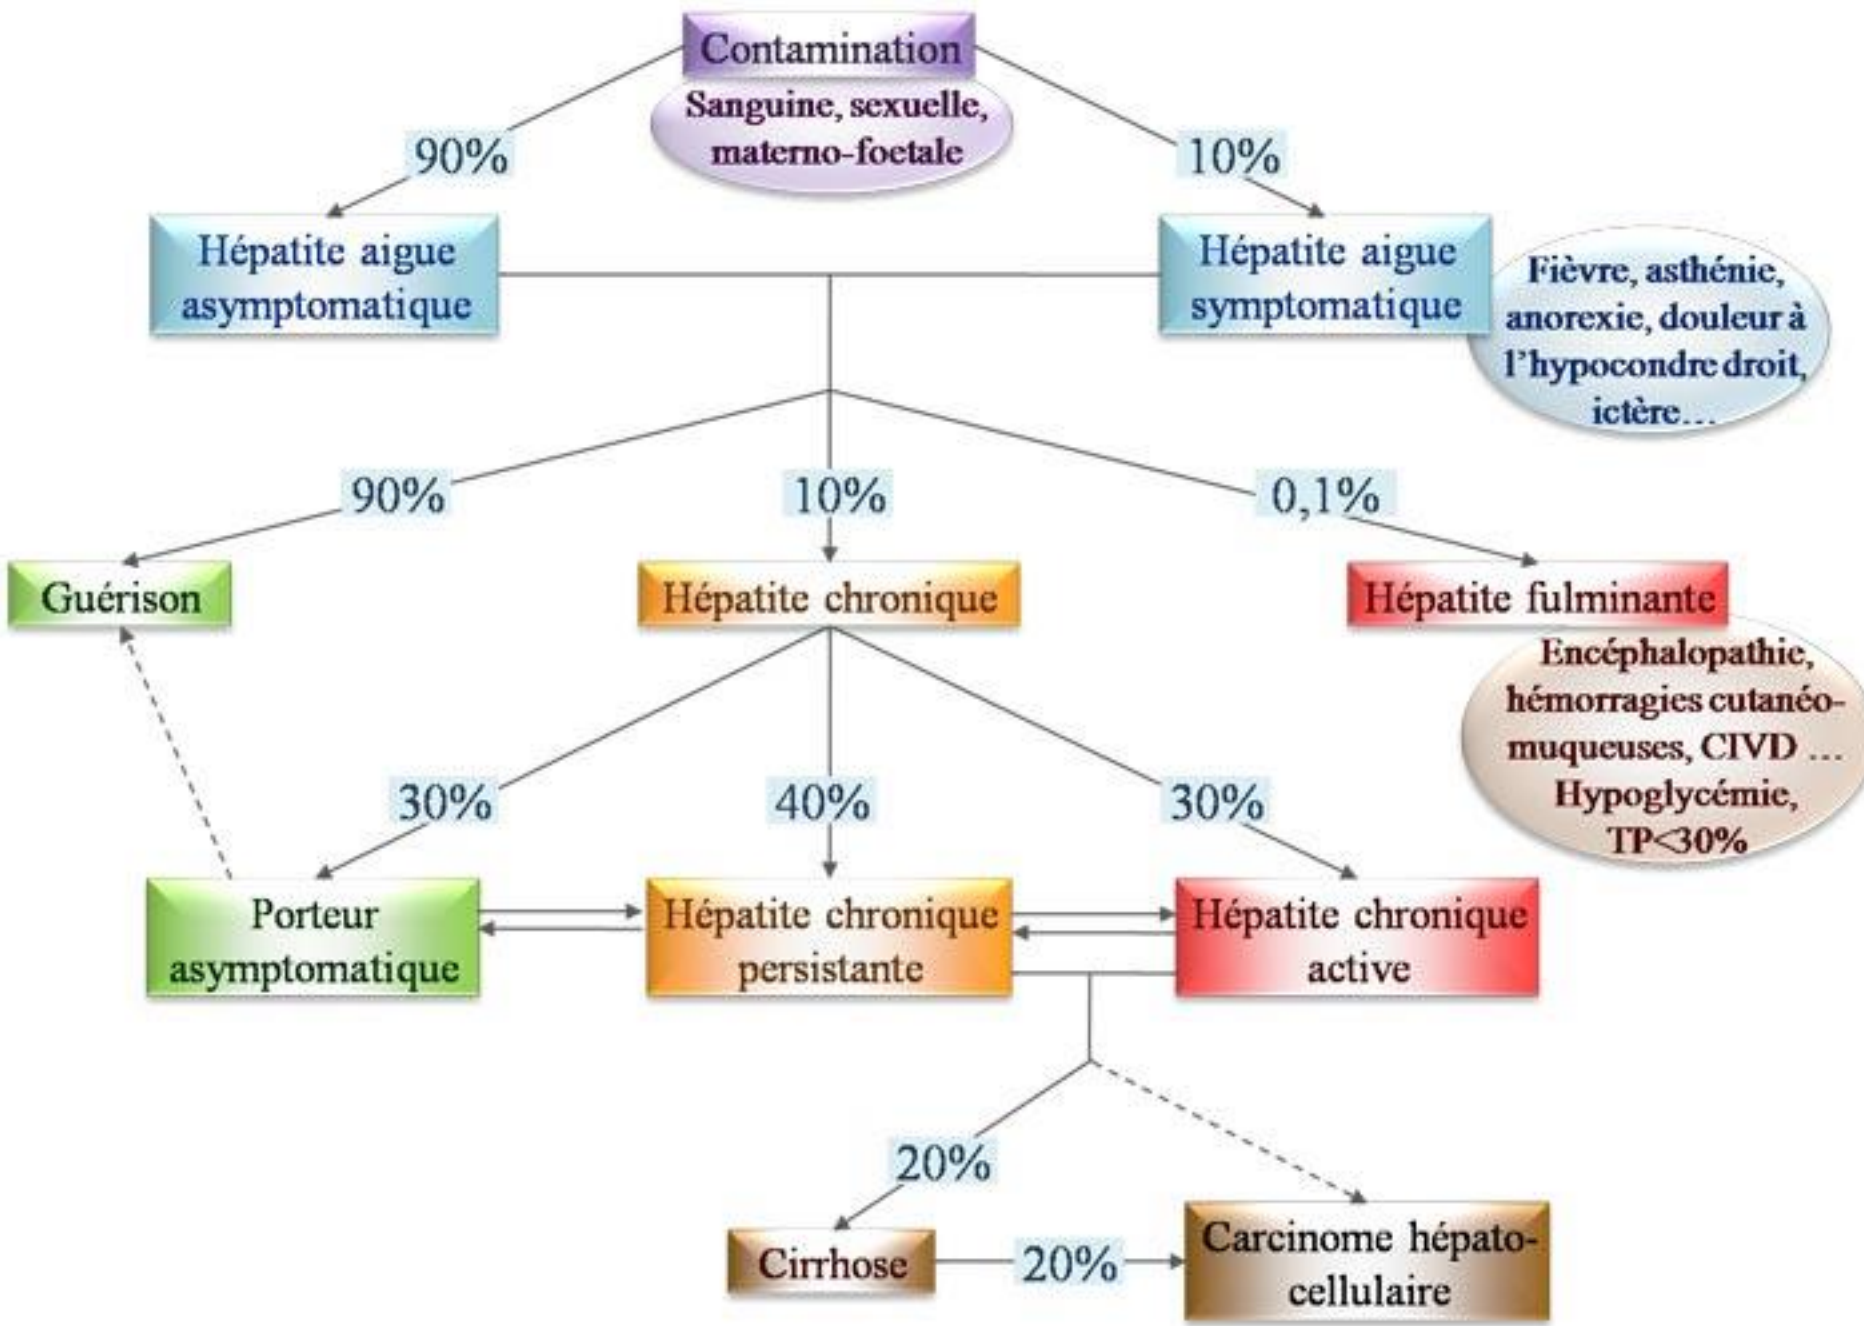 Contamination
Sanguine, sexuelle,
materno-foetale
90%
10%
Hépatite aigue
asymptomatique
Hépatite aigue
symptomatique
Fièvre, asthénie,
anorexie, douleur à
l'hypocondre droit,
ictère...
90%
10%
0,1%
Guérison
Hépatite chronique
Hépatite fulminante
Encéphalopathie,
hémorragies cutanéo-
muqueuses, CIVD ...
Hypoglycémie,
TP<30%
30%
40%
30%
Porteur
asymptomatique
Hépatite chronique
persistante
Hépatite chronique
active
20%
Cirrhose
20%
Carcinome hépato-
cellulaire